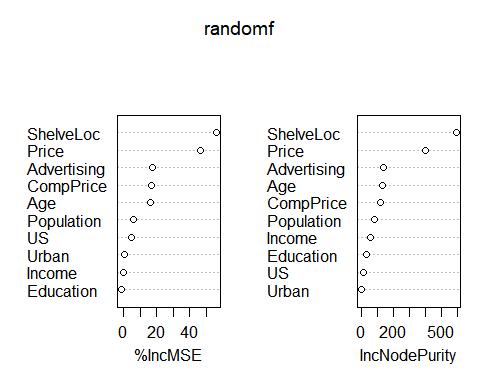 randomf
ShelveLoc
Price
Advertising
CompPrice
Age
Population
US
Urban
Income
Education
0 20 40
%IncMSE
ShelveLoc
Price
Advertising
Age
CompPrice
Population
Income
Education
US
Urban
0 200 500
IncNodePurity